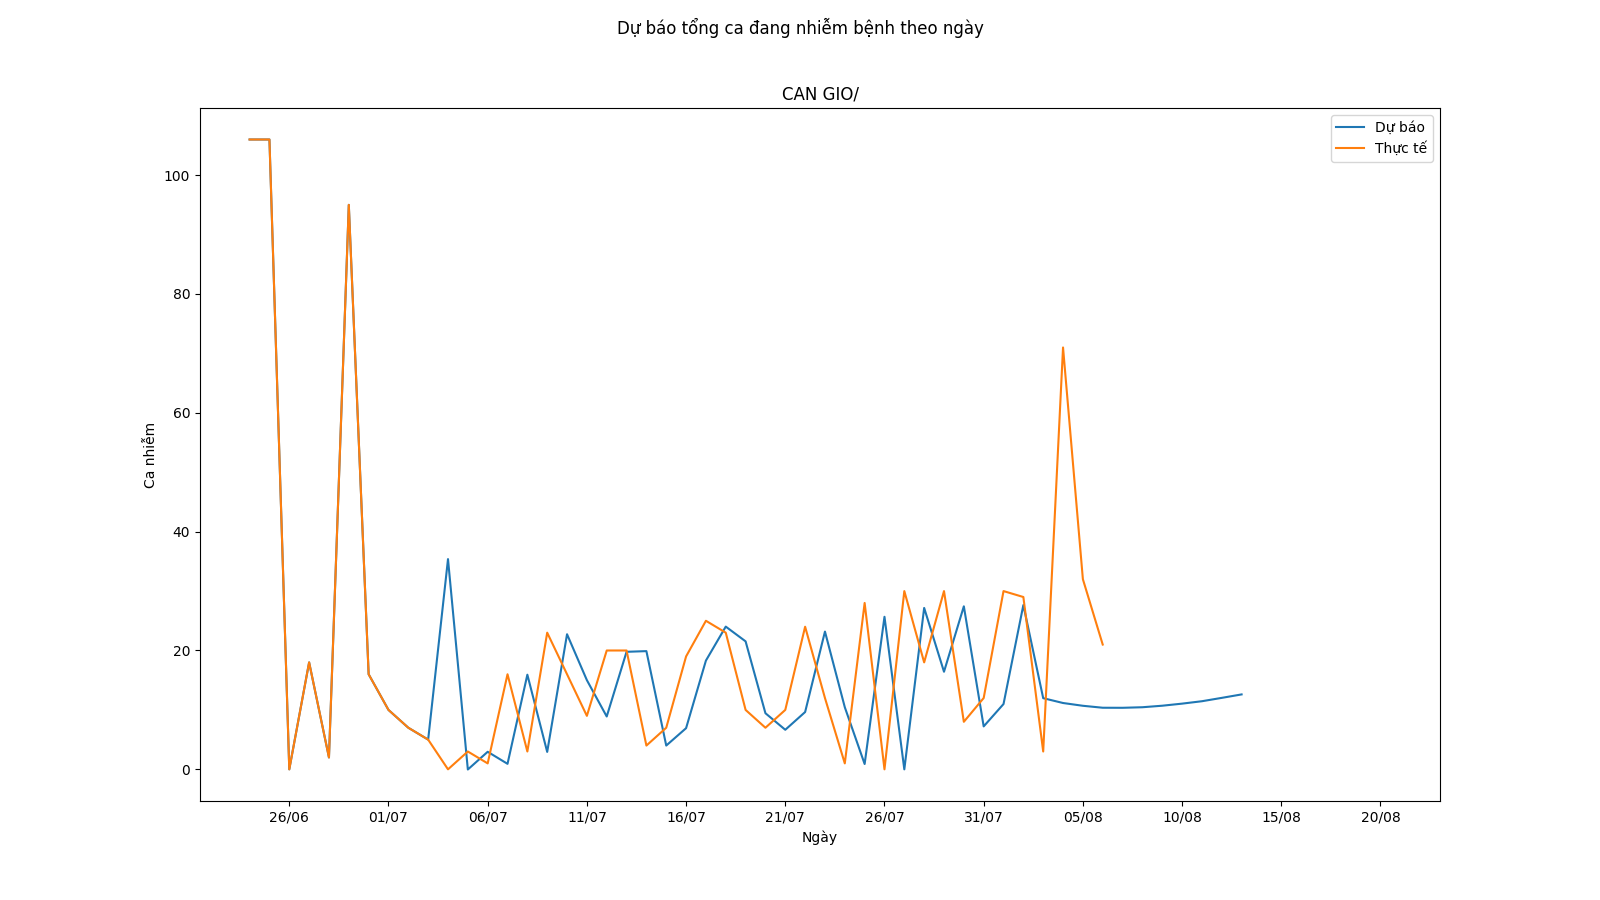 Dự báo tổng ca đang nhiễm bệnh theo ngày
CAN GIO/
Dự báo
Thực tế
100
80
60
40
20
0
Ca nhiễm
26/06 01/07 06/07 11/07 16/07 21/07 26/07 31/07 05/08 10/08 15/08 20/08
Ngày